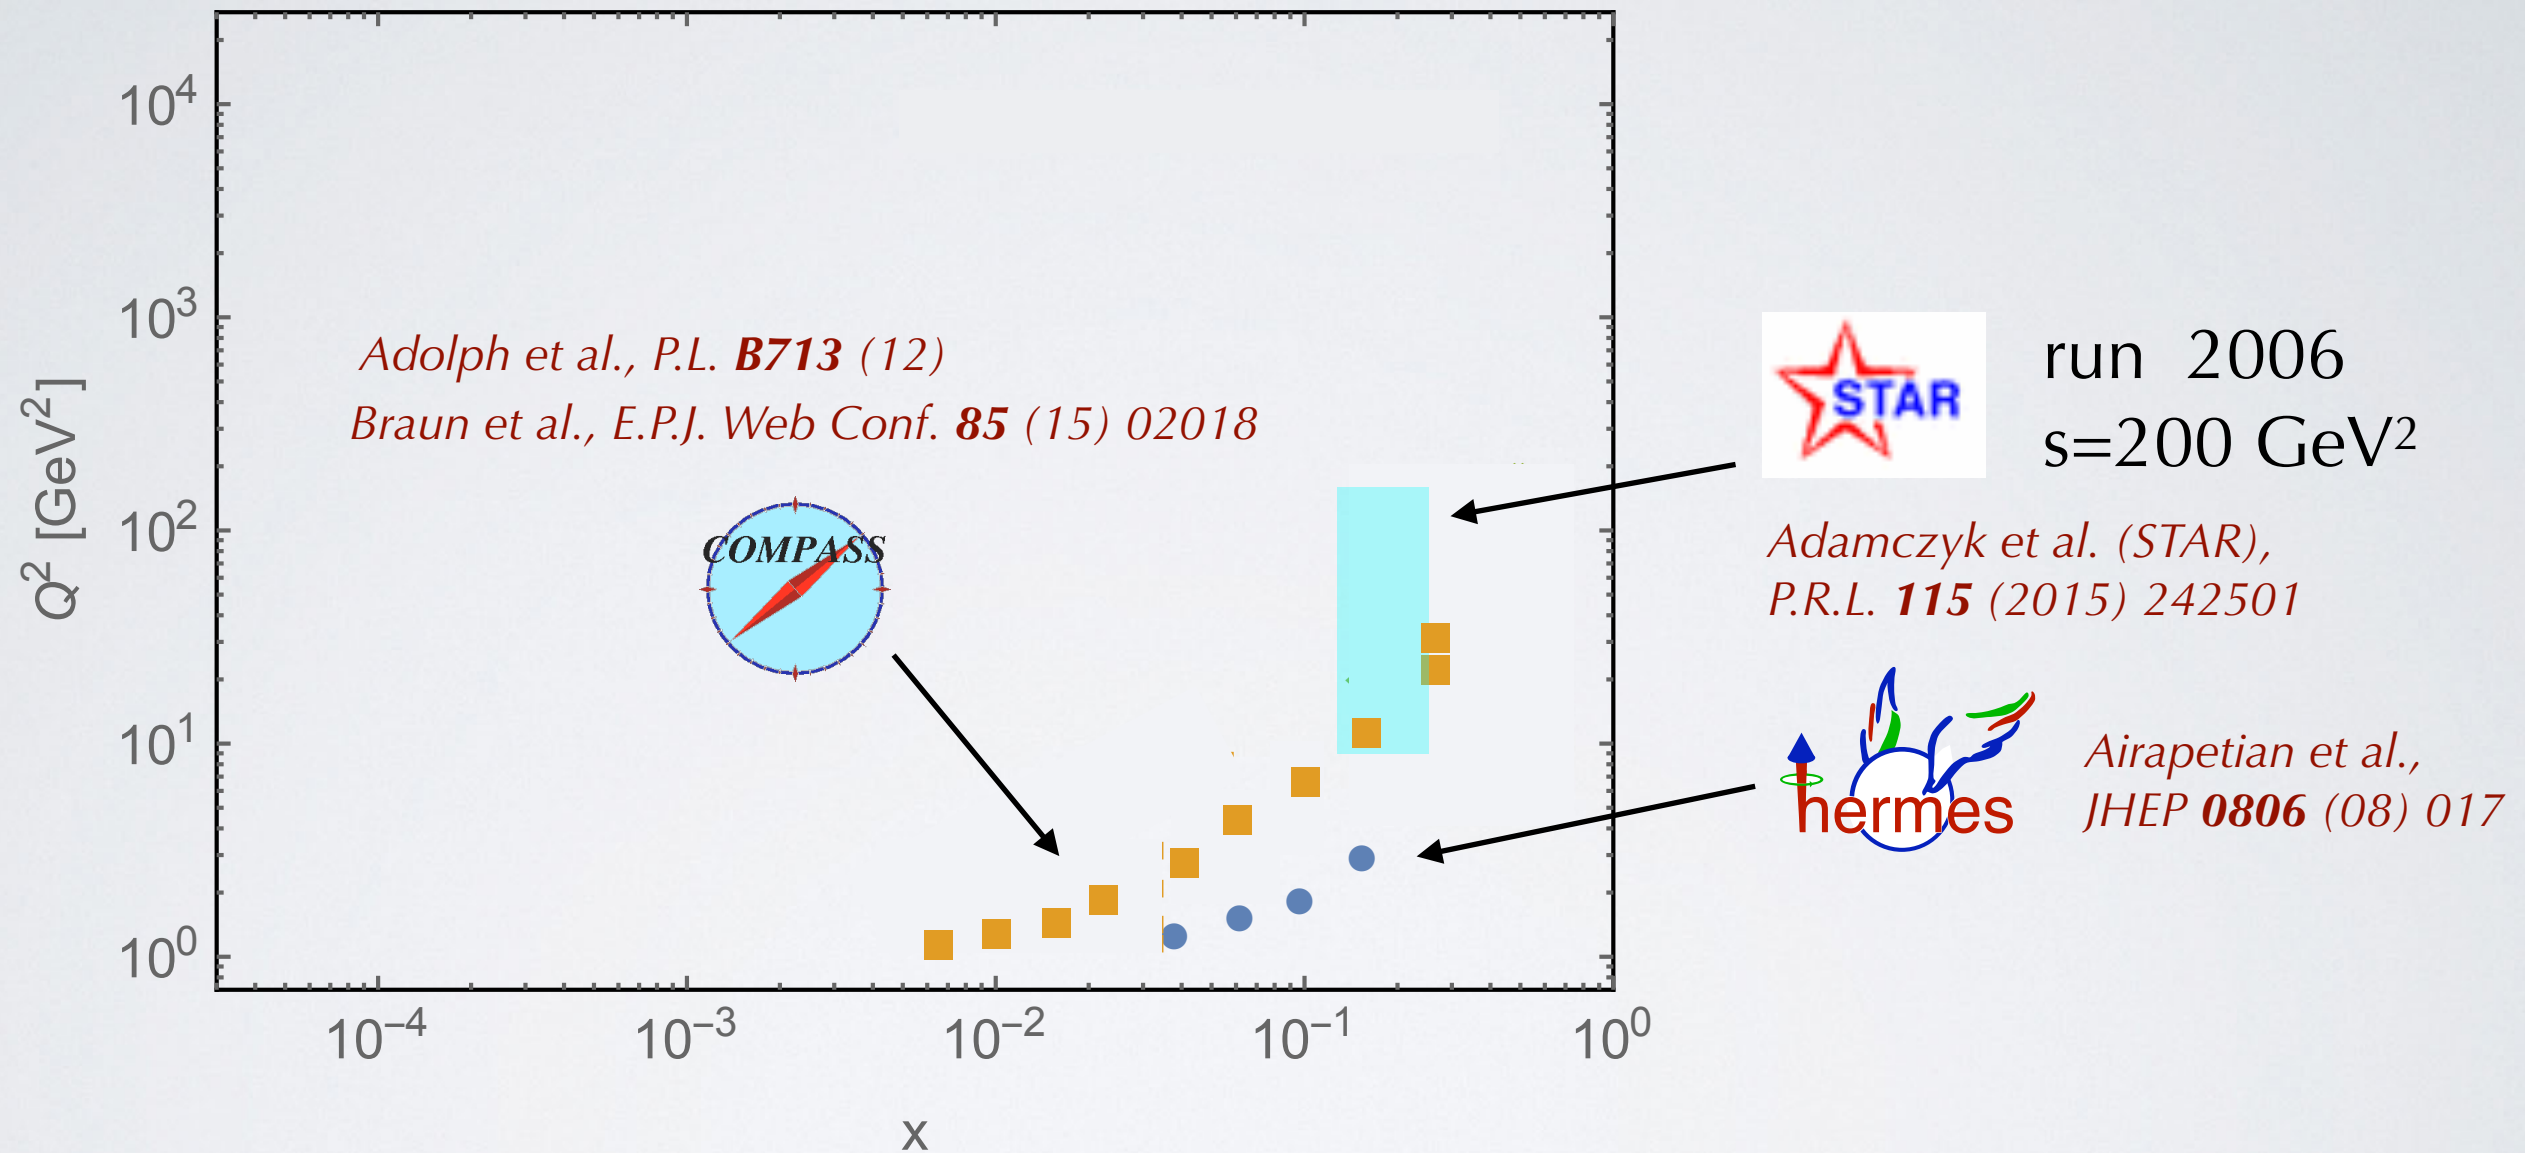 10⁴
10³
10²
10¹
10⁰
Q² [GeV²]
10⁻⁴ 10⁻³ 10⁻² 10⁻¹ 10⁰
x
Adolph et al., P.L. B713 (12)
Braun et al., E.P.J. Web Conf. 85 (15) 02018
COMPASS
STAR
run 2006
s=200 GeV²
Adamczyk et al. (STAR),
P.R.L. 115 (2015) 242501
hermes
Airapetian et al.,
JHEP 0806 (08) 017